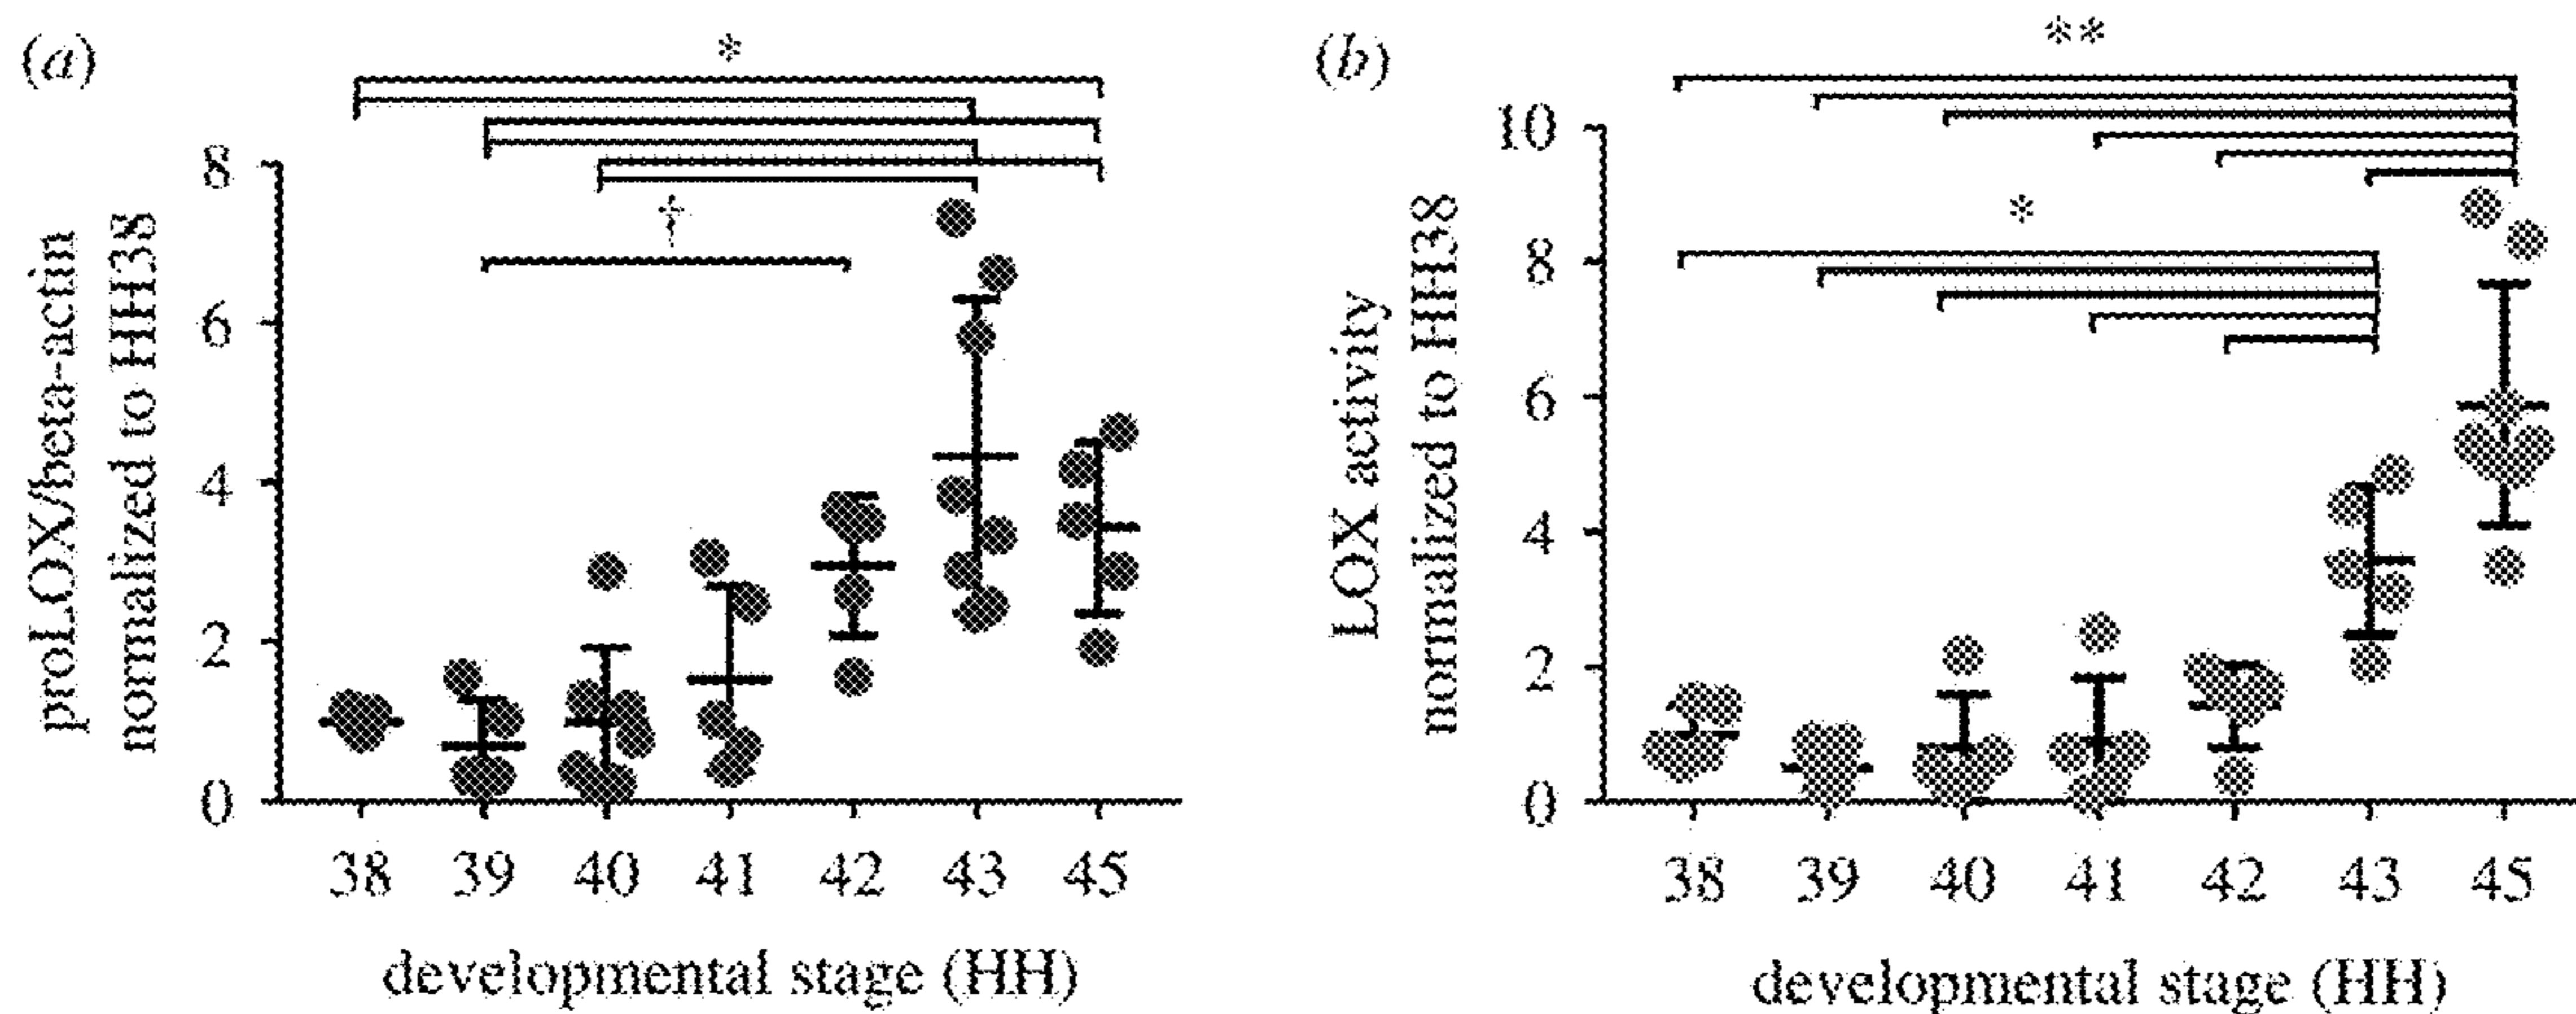 (a)
*
†
8
6
4
2
0
proLOX/beta-actin
normalized to HH38
38 39 40 41 42 43 45
developmental stage (HH)
(b)
**
*
10
8
6
4
2
0
LOX activity
normalized to HH38
38 39 40 41 42 43 45
developmental stage (HH)